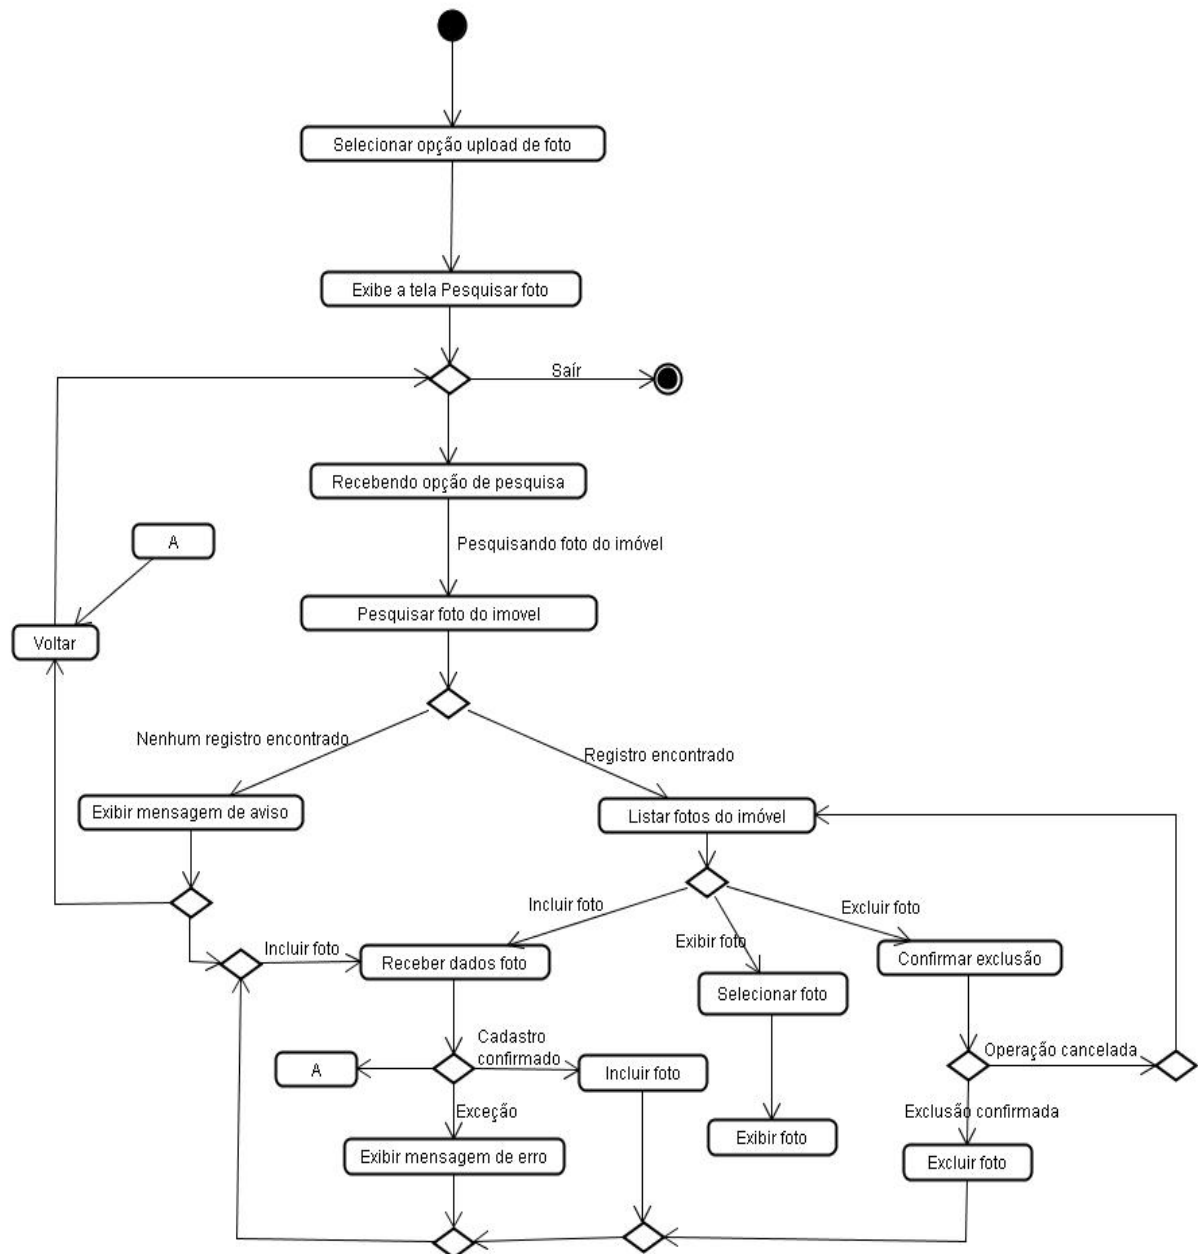 Selecionar opção upload de foto
Exibe a tela Pesquisar foto
Saír
Recebendo opção de pesquisa
A
Pesquisando foto do imóvel
Pesquisar foto do imovel
Voltar
Nenhum registro encontrado
Registro encontrado
Exibir mensagem de aviso
Listar fotos do imóvel
Incluir foto
Excluir foto
Exibir foto
Incluir foto
Receber dados foto
Confirmar exclusão
Selecionar foto
Cadastro
confirmado
Operação cancelada
A
Incluir foto
Exceção
Exclusão confirmada
Exibir foto
Exibir mensagem de erro
Excluir foto